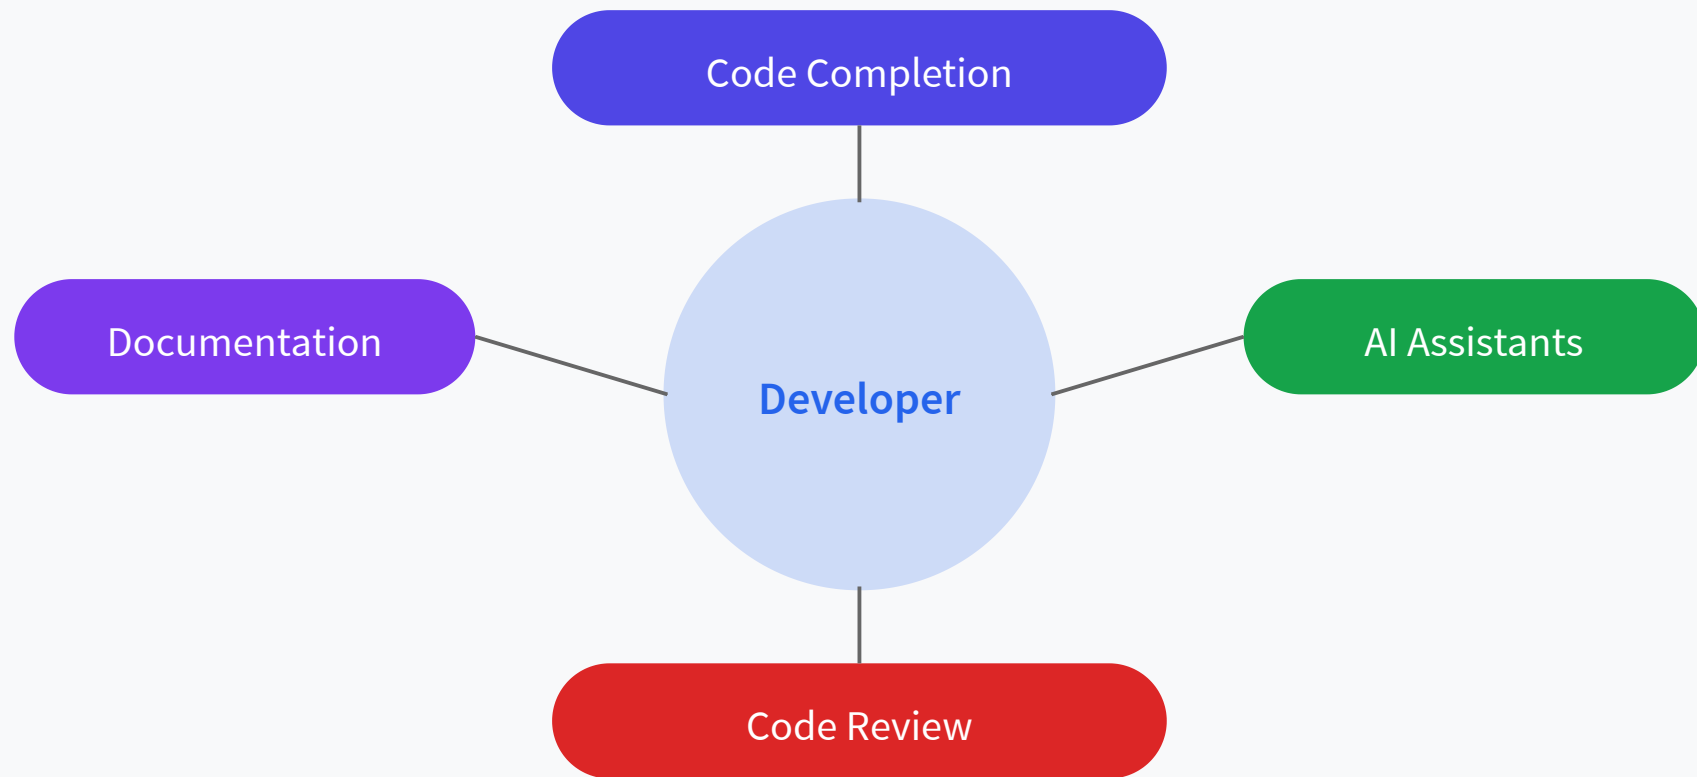 Code Completion
Documentation
AI Assistants
Developer
Code Review